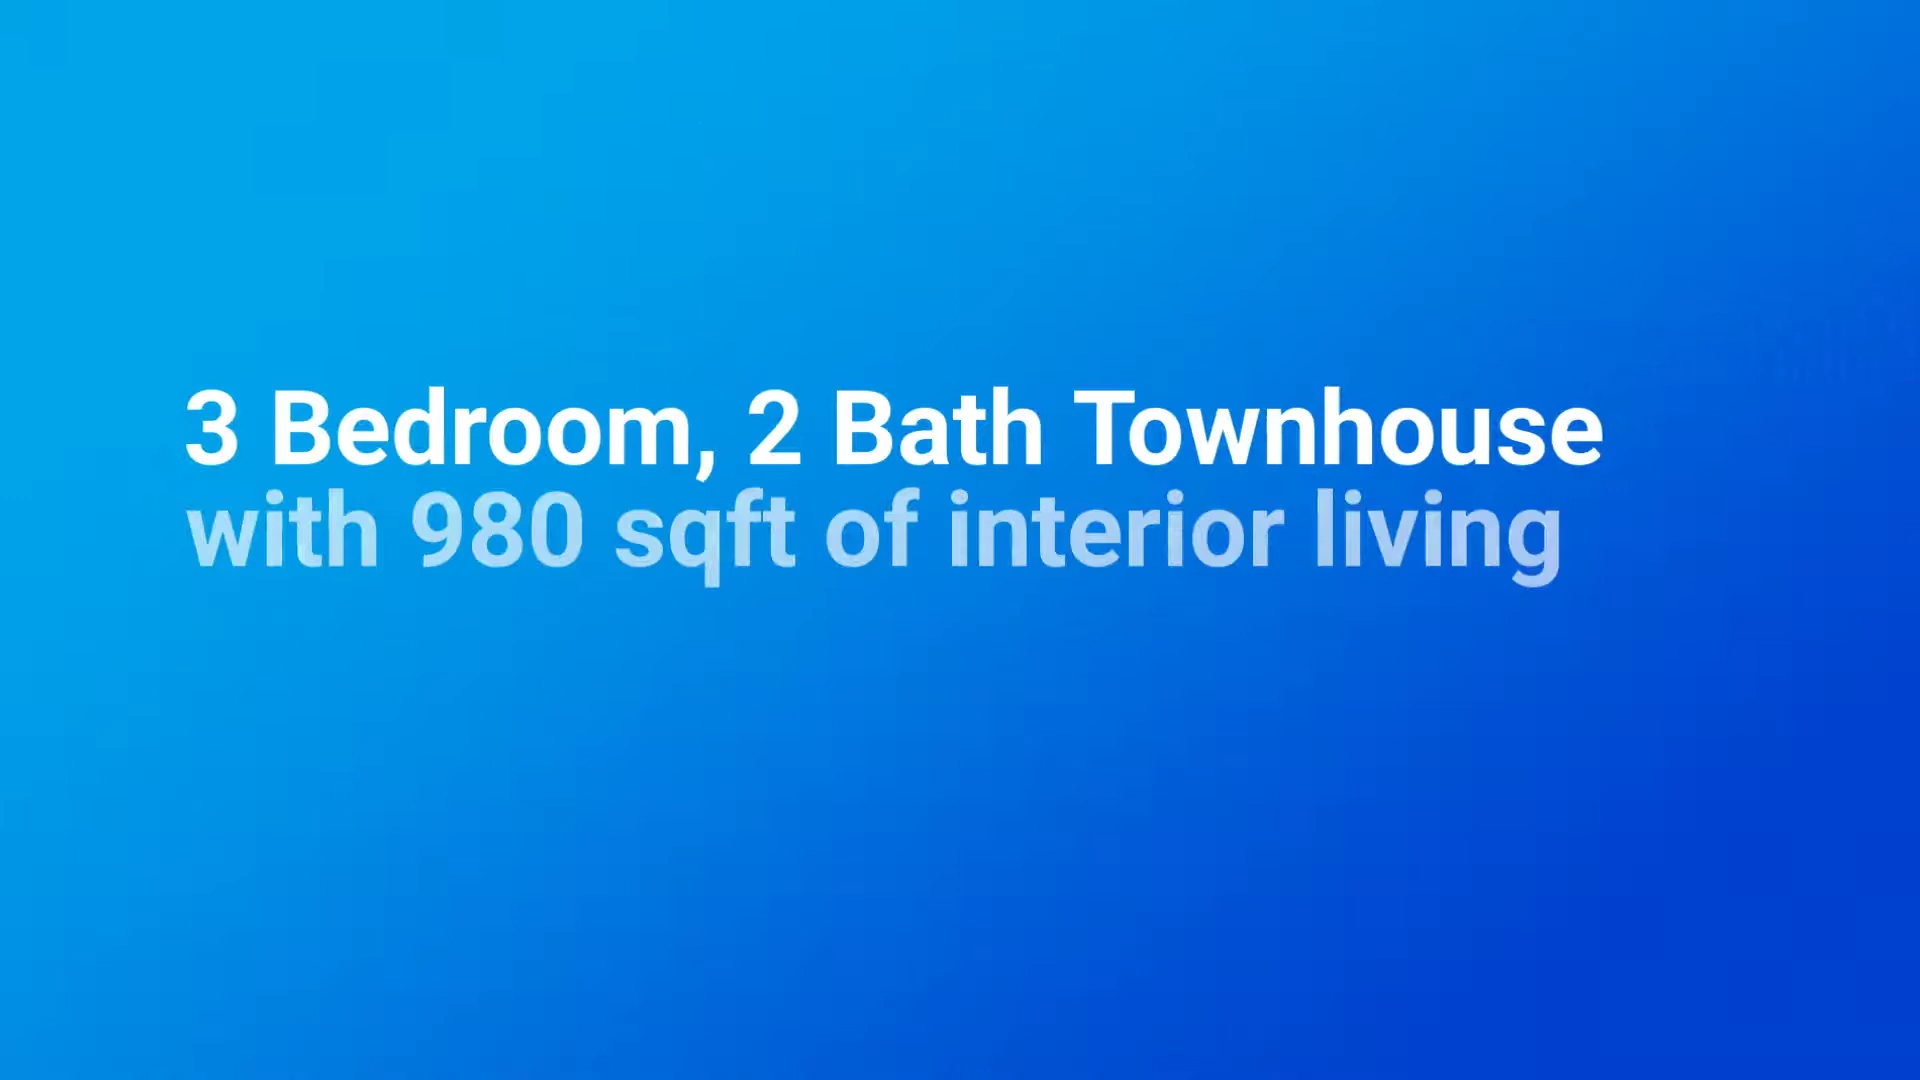 3 Bedroom, 2 Bath Townhouse
with 980 sqft of interior living